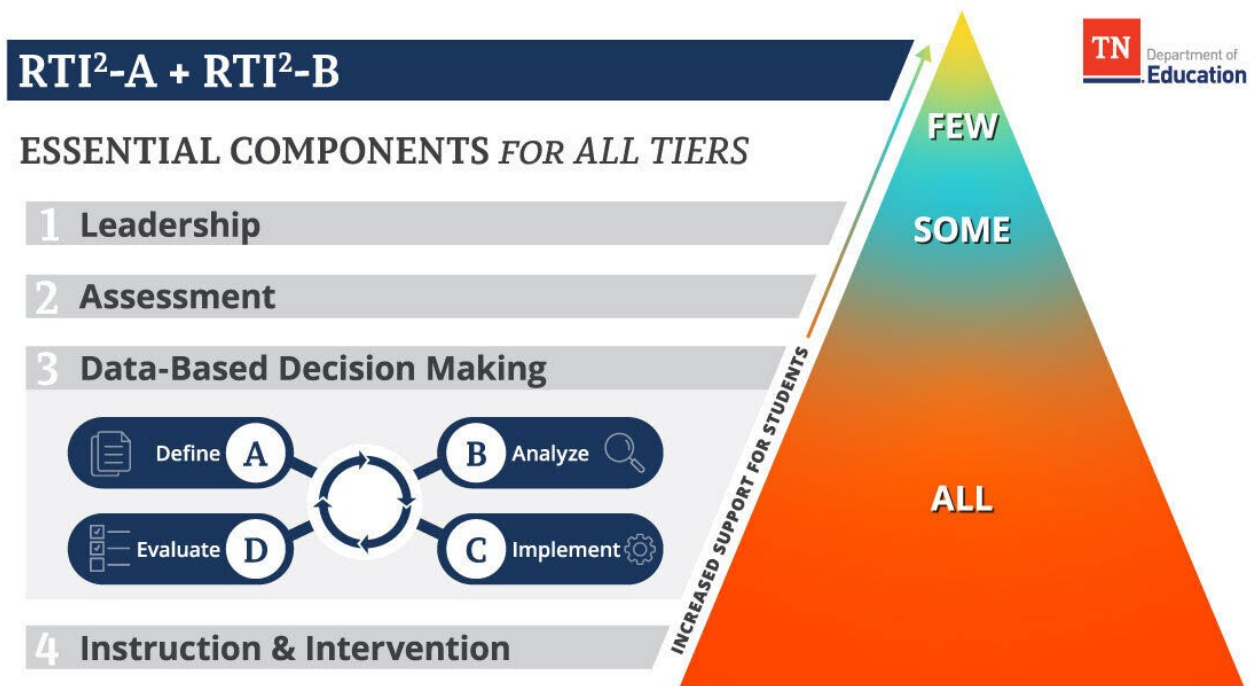 RTI²-A + RTI²-B
TN Department of
Education
ESSENTIAL COMPONENTS FOR ALL TIERS
1 Leadership
2 Assessment
3 Data-Based Decision Making
Define A
B Analyze
Evaluate D
C Implement
4 Instruction & Intervention
INCREASED SUPPORT FOR STUDENTS
FEW
SOME
ALL